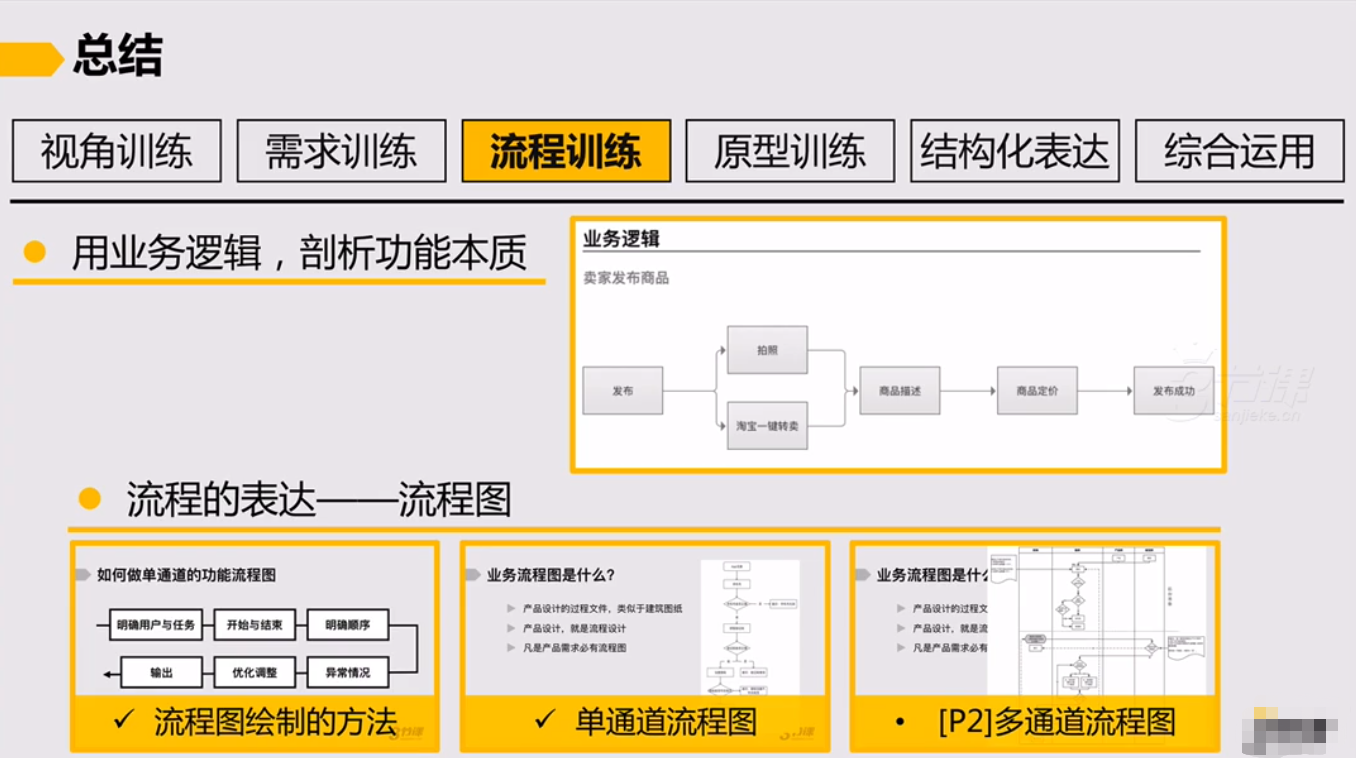 总结
视角训练
需求训练
流程训练
原型训练
结构化表达
综合运用
用业务逻辑，剖析功能本质
业务逻辑
卖家发布商品
发布
拍照
淘宝一键转卖
商品描述
商品定价
发布成功
三节课
sanjieke.cn
流程的表达——流程图
如何做单通道的功能流程图
明确用户与任务
开始与结束
明确顺序
输出
优化调整
异常情况
✓ 流程图绘制的方法
业务流程图是什么?
产品设计的过程文件，类似于建筑图纸
产品设计，就是流程设计
凡是产品需求必有流程图
✓ 单通道流程图
业务流程图是什么
产品设计的过程文
产品设计，就是流
凡是产品需求必有
• [P2]多通道流程图